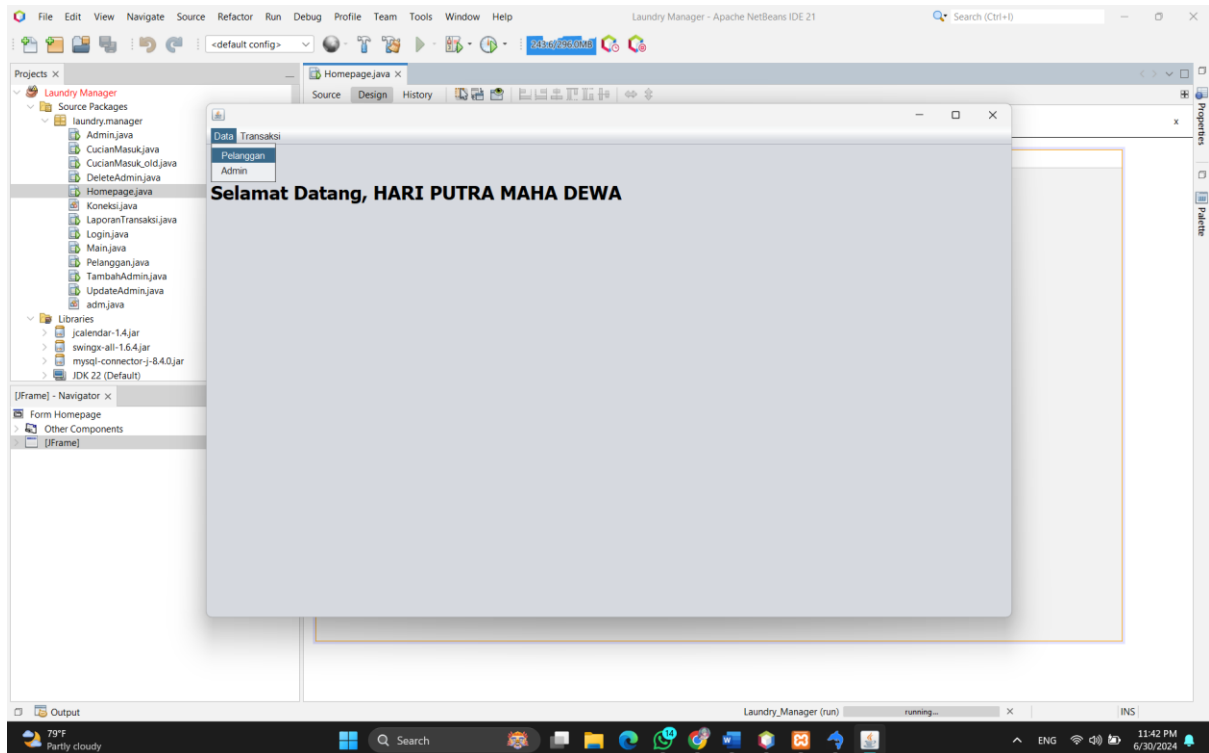 File Edit View Navigate Source Refactor Run Debug Profile Team Tools Window Help
Laundry Manager - Apache NetBeans IDE 21
Search (Ctrl+I)
<default config>
243.6/296.0MB
Projects
Homepage.java
Source Design History
Laundry Manager
Source Packages
laundry.manager
Admin.java
CucianMasuk.java
CucianMasuk_old.java
DeleteAdmin.java
Homepage.java
Koneksi.java
LaporanTransaksi.java
Login.java
Main.java
Pelanggan.java
TambahAdmin.java
UpdateAdmin.java
adm.java
Libraries
jcalendar-1.4.jar
swingx-all-1.6.4.jar
mysql-connector-j-8.4.0.jar
JDK 22 (Default)
Data Transaksi
Pelanggan
Admin
Selamat Datang, HARI PUTRA MAHA DEWA
Properties
Palette
[JFrame] - Navigator
Form Homepage
Other Components
[JFrame]
Output
Laundry_Manager (run)
running...
INS
79°F
Partly cloudy
Search
14
ENG
11:42 PM
6/30/2024